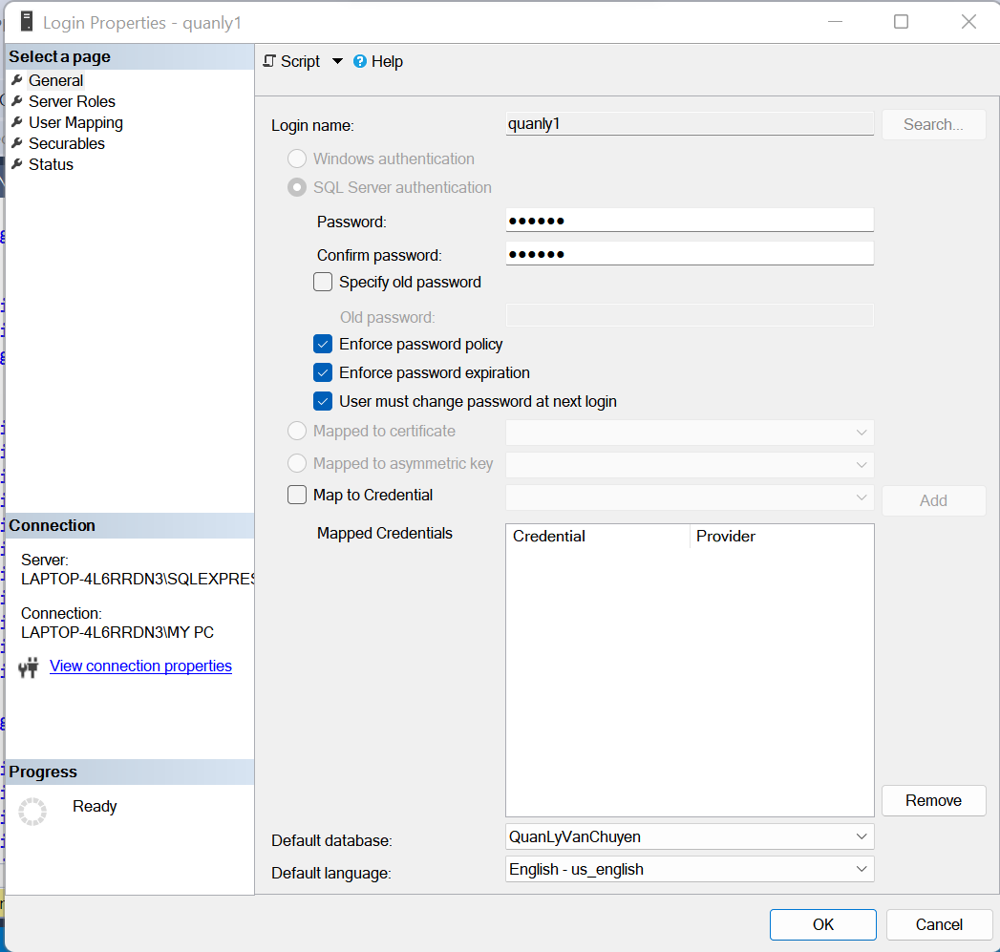 Login Properties - quanly1
Select a page
General
Server Roles
User Mapping
Securables
Status
Connection
Server:
LAPTOP-4L6RRDN3\SQLEXPRES
Connection:
LAPTOP-4L6RRDN3\MY PC
View connection properties
Progress
Ready
Script Help
Login name: quanly1 Search...
Windows authentication
SQL Server authentication
Password: ●●●●●●
Confirm password: ●●●●●●
Specify old password
Old password:
Enforce password policy
Enforce password expiration
User must change password at next login
Mapped to certificate
Mapped to asymmetric key
Map to Credential Add
Mapped Credentials Credential Provider
Remove
Default database: QuanLyVanChuyen
Default language: English - us_english
OK Cancel